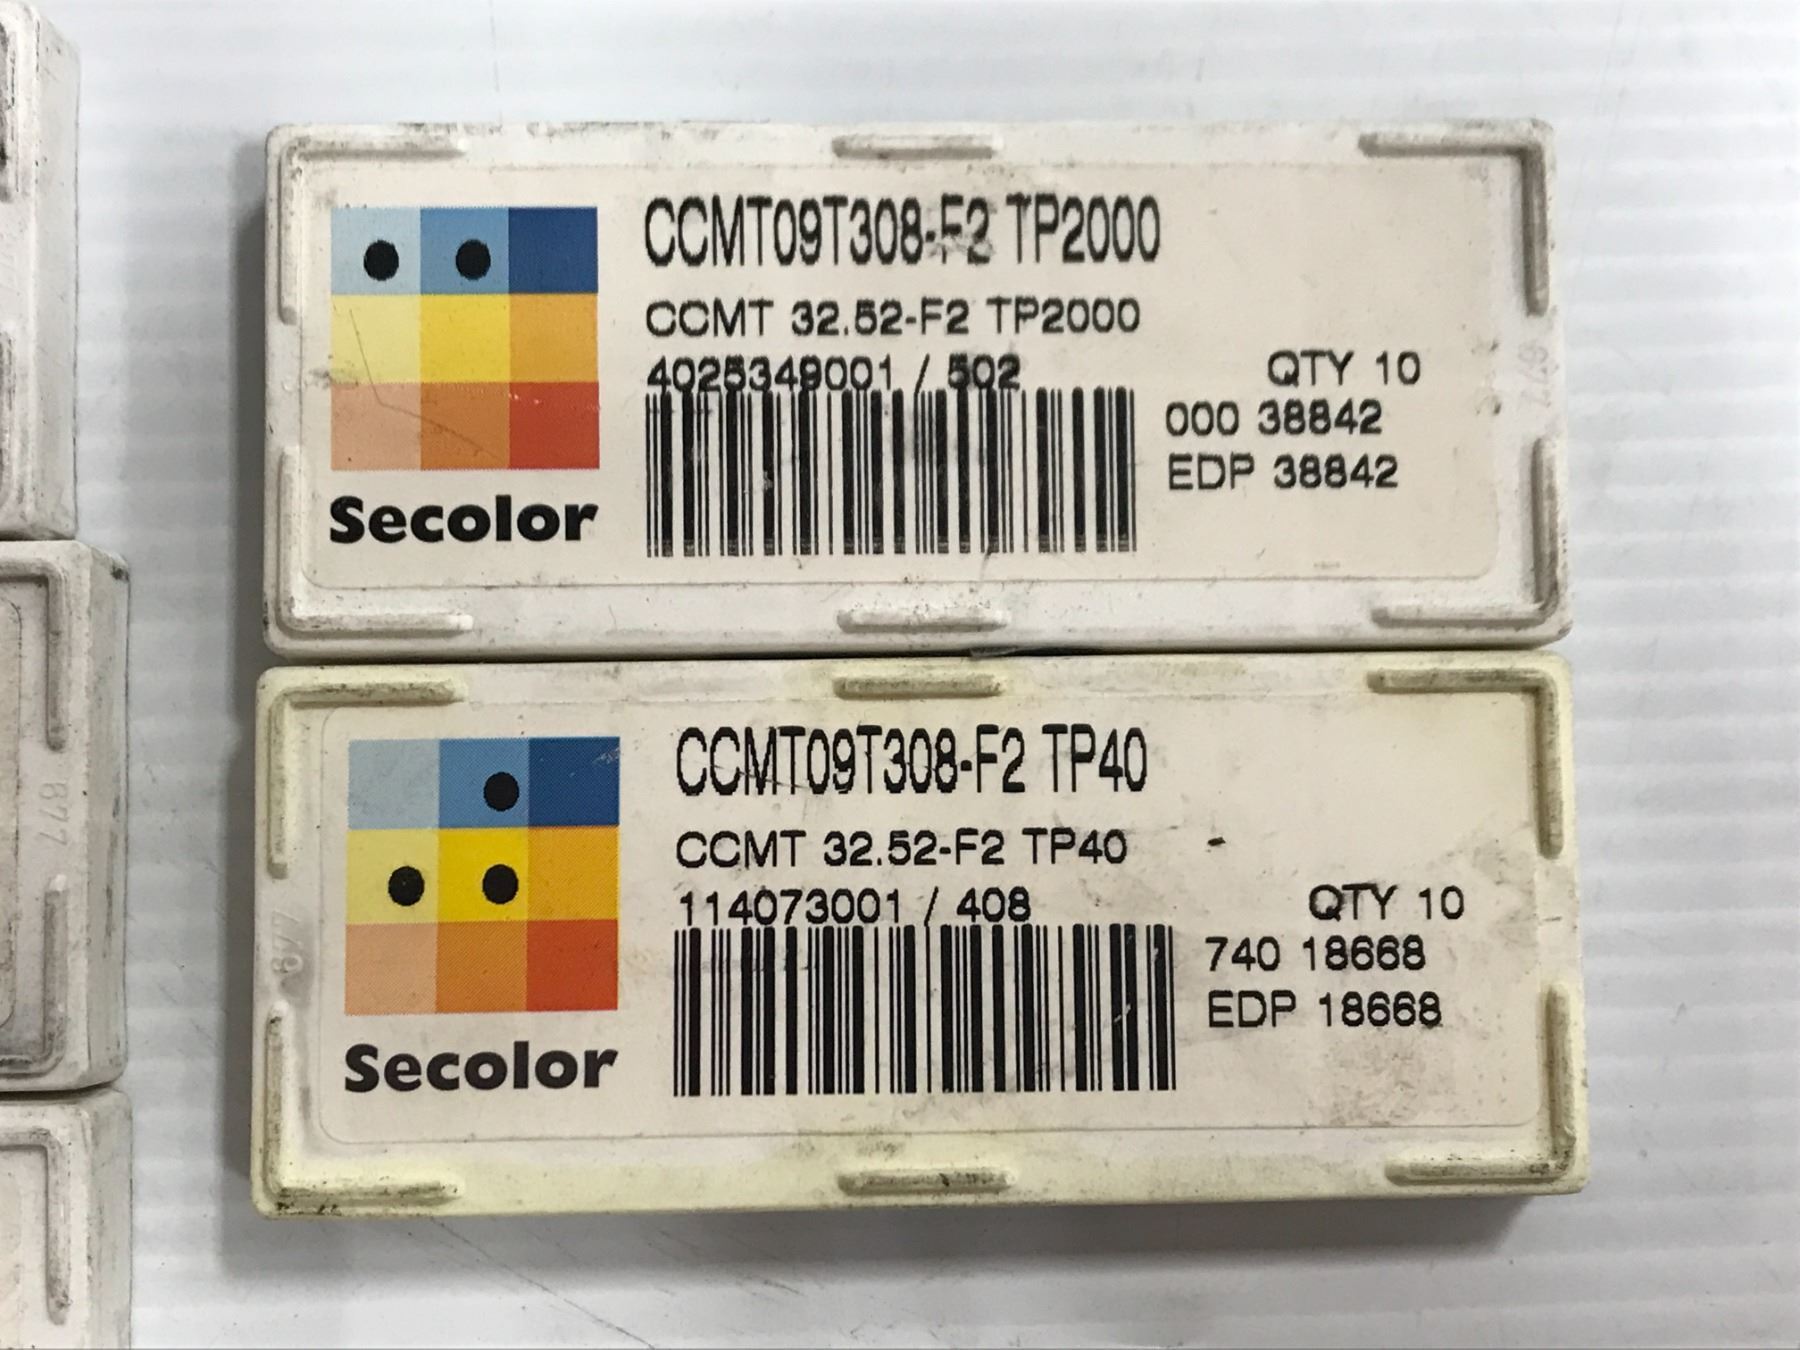 CCMT09T308-F2 TP2000
CCMT 32.52-F2 TP2000
4025349001 / 502
QTY 10
000 38842
EDP 38842
Secolor
CCMT09T308-F2 TP40
CCMT 32.52-F2 TP40
114073001 / 408
QTY 10
740 18668
EDP 18668
Secolor
877